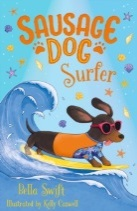 SAUSAGE
DOG
Surfer
Bella Swift
Illustrated by Kelly Caswell